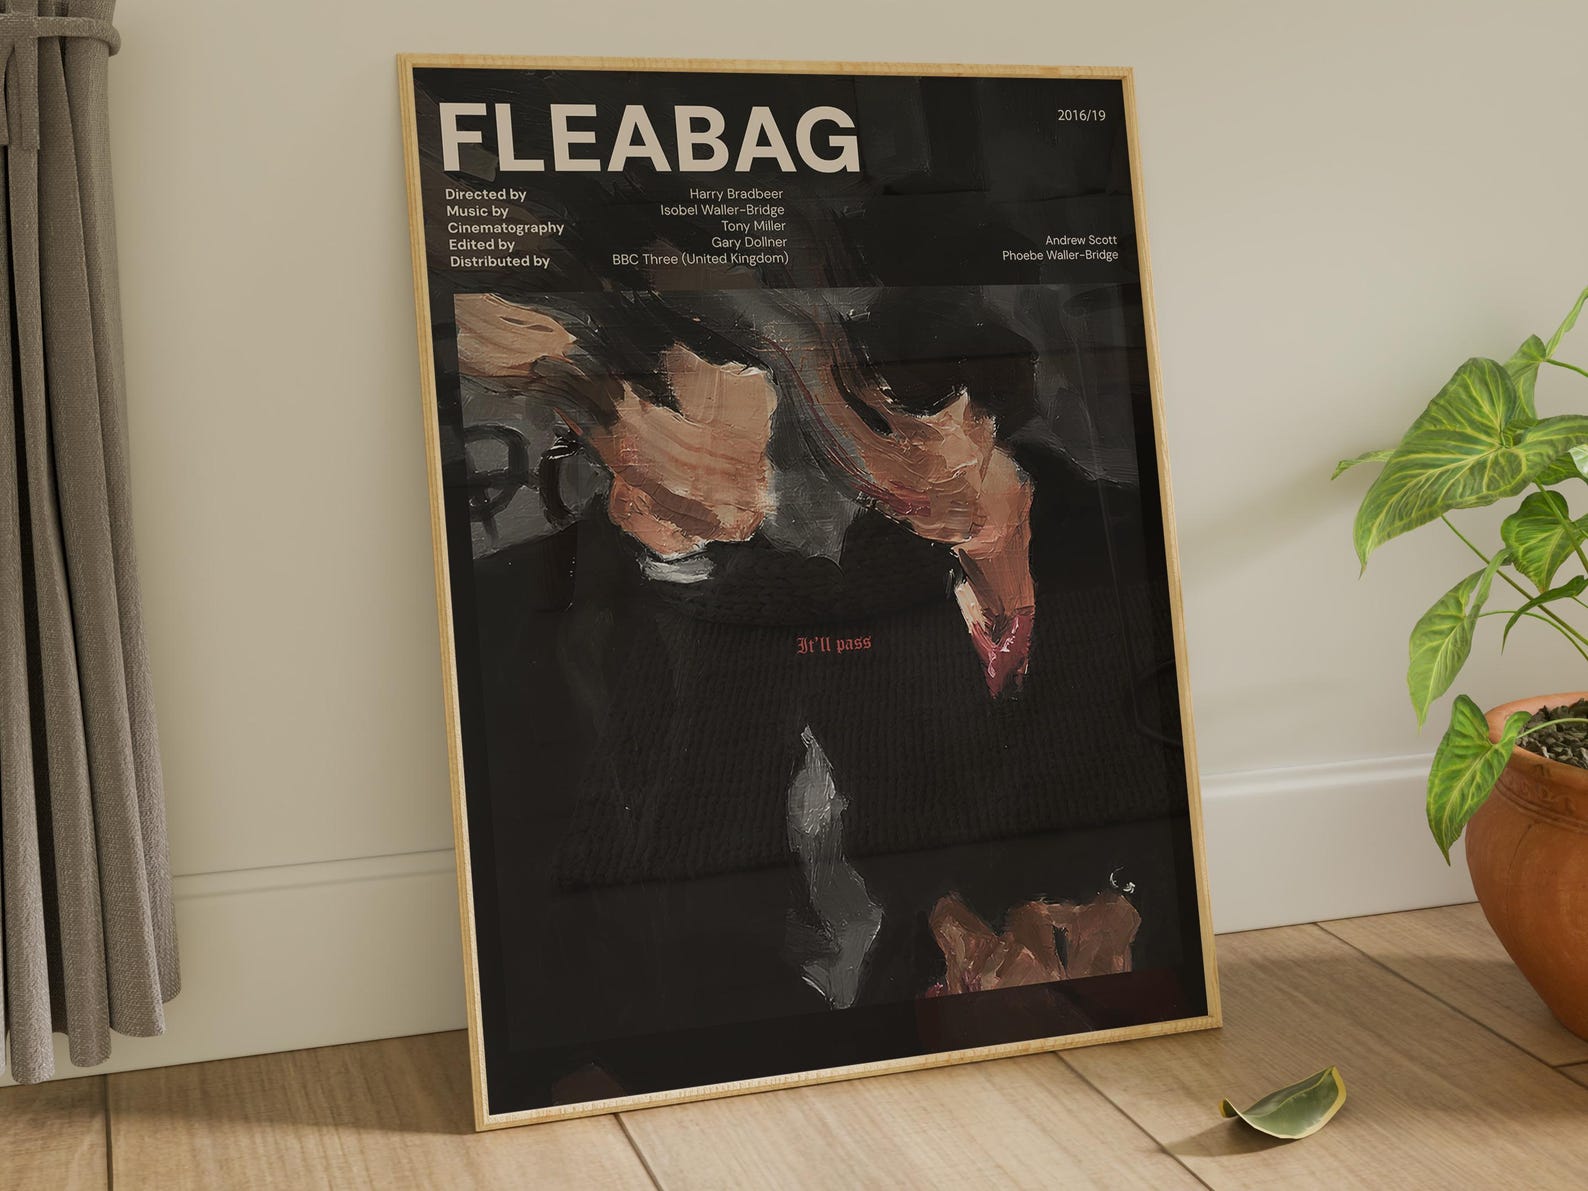 FLEABAG
2016/19
Directed by Harry Bradbeer
Music by Isobel Waller-Bridge
Cinematography Tony Miller
Edited by Gary Dollner
Distributed by BBC Three (United Kingdom)
Andrew Scott
Phoebe Waller-Bridge
It'll pass